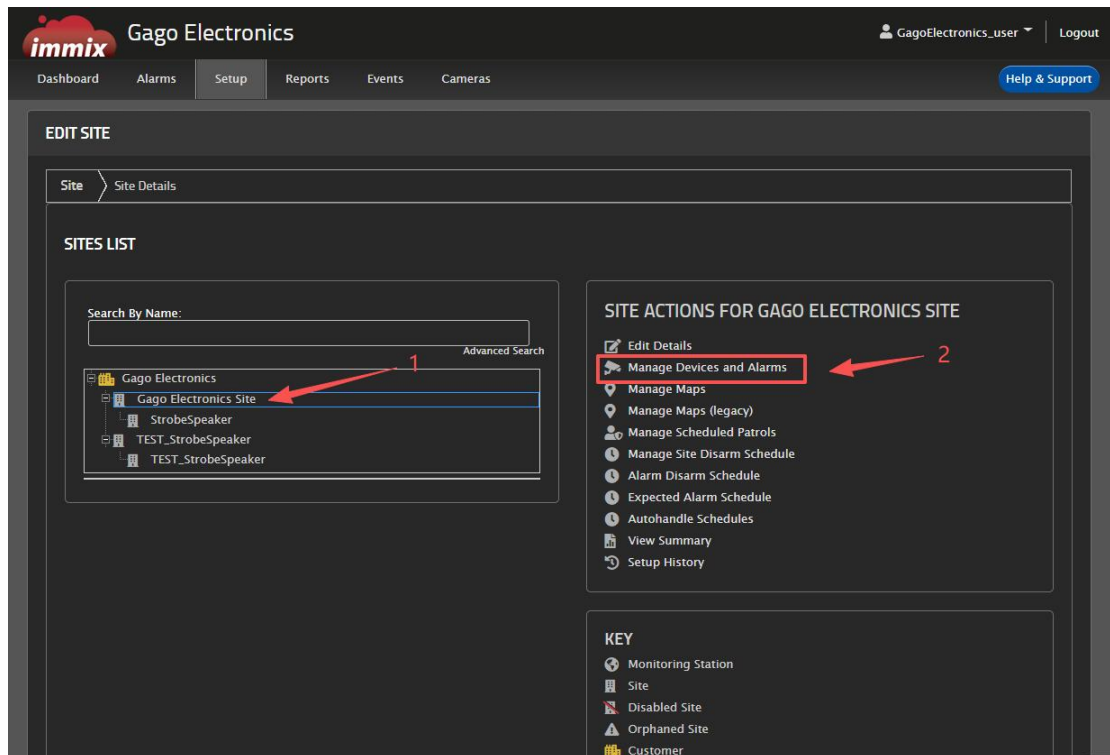 immix
Gago Electronics
GagoElectronics_user
Logout
Dashboard Alarms Setup Reports Events Cameras
Help & Support
EDIT SITE
Site Site Details
SITES LIST
Search By Name:
Advanced Search
1
Gago Electronics
Gago Electronics Site
StrobeSpeaker
TEST_StrobeSpeaker
TEST_StrobeSpeaker
SITE ACTIONS FOR GAGO ELECTRONICS SITE
Edit Details
Manage Devices and Alarms
2
Manage Maps
Manage Maps (legacy)
Manage Scheduled Patrols
Manage Site Disarm Schedule
Alarm Disarm Schedule
Expected Alarm Schedule
Autohandle Schedules
View Summary
Setup History
KEY
Monitoring Station
Site
Disabled Site
Orphaned Site
Customer